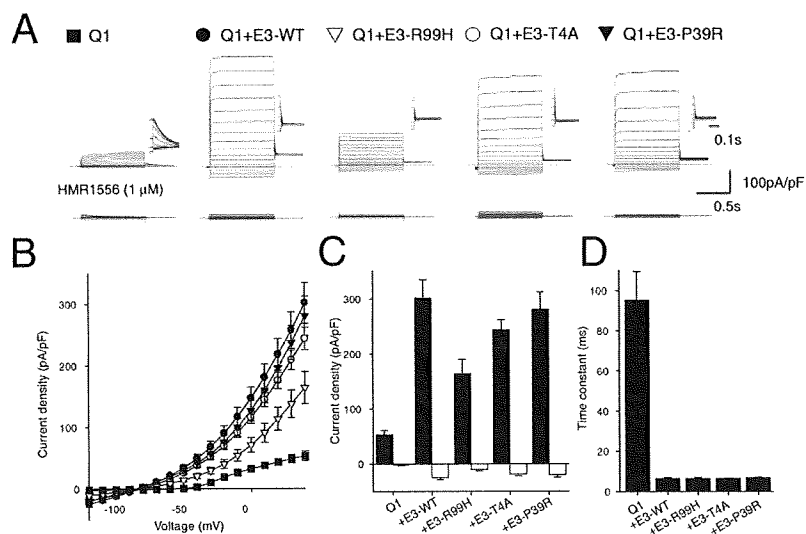 A
Q1 Q1+E3-WT Q1+E3-R99H Q1+E3-T4A Q1+E3-P39R
0.1s
HMR1556 (1 μM)
100pA/pF
0.5s
B
Current density (pA/pF)
300
200
100
0
-100 -50 0
Voltage (mV)
C
Current density (pA/pF)
300
200
100
0
Q1
+E3-WT
+E3-R99H
+E3-T4A
+E3-P39R
D
Time constant (ms)
100
80
60
40
20
0
Q1
+E3-WT
+E3-R99H
+E3-T4A
+E3-P39R